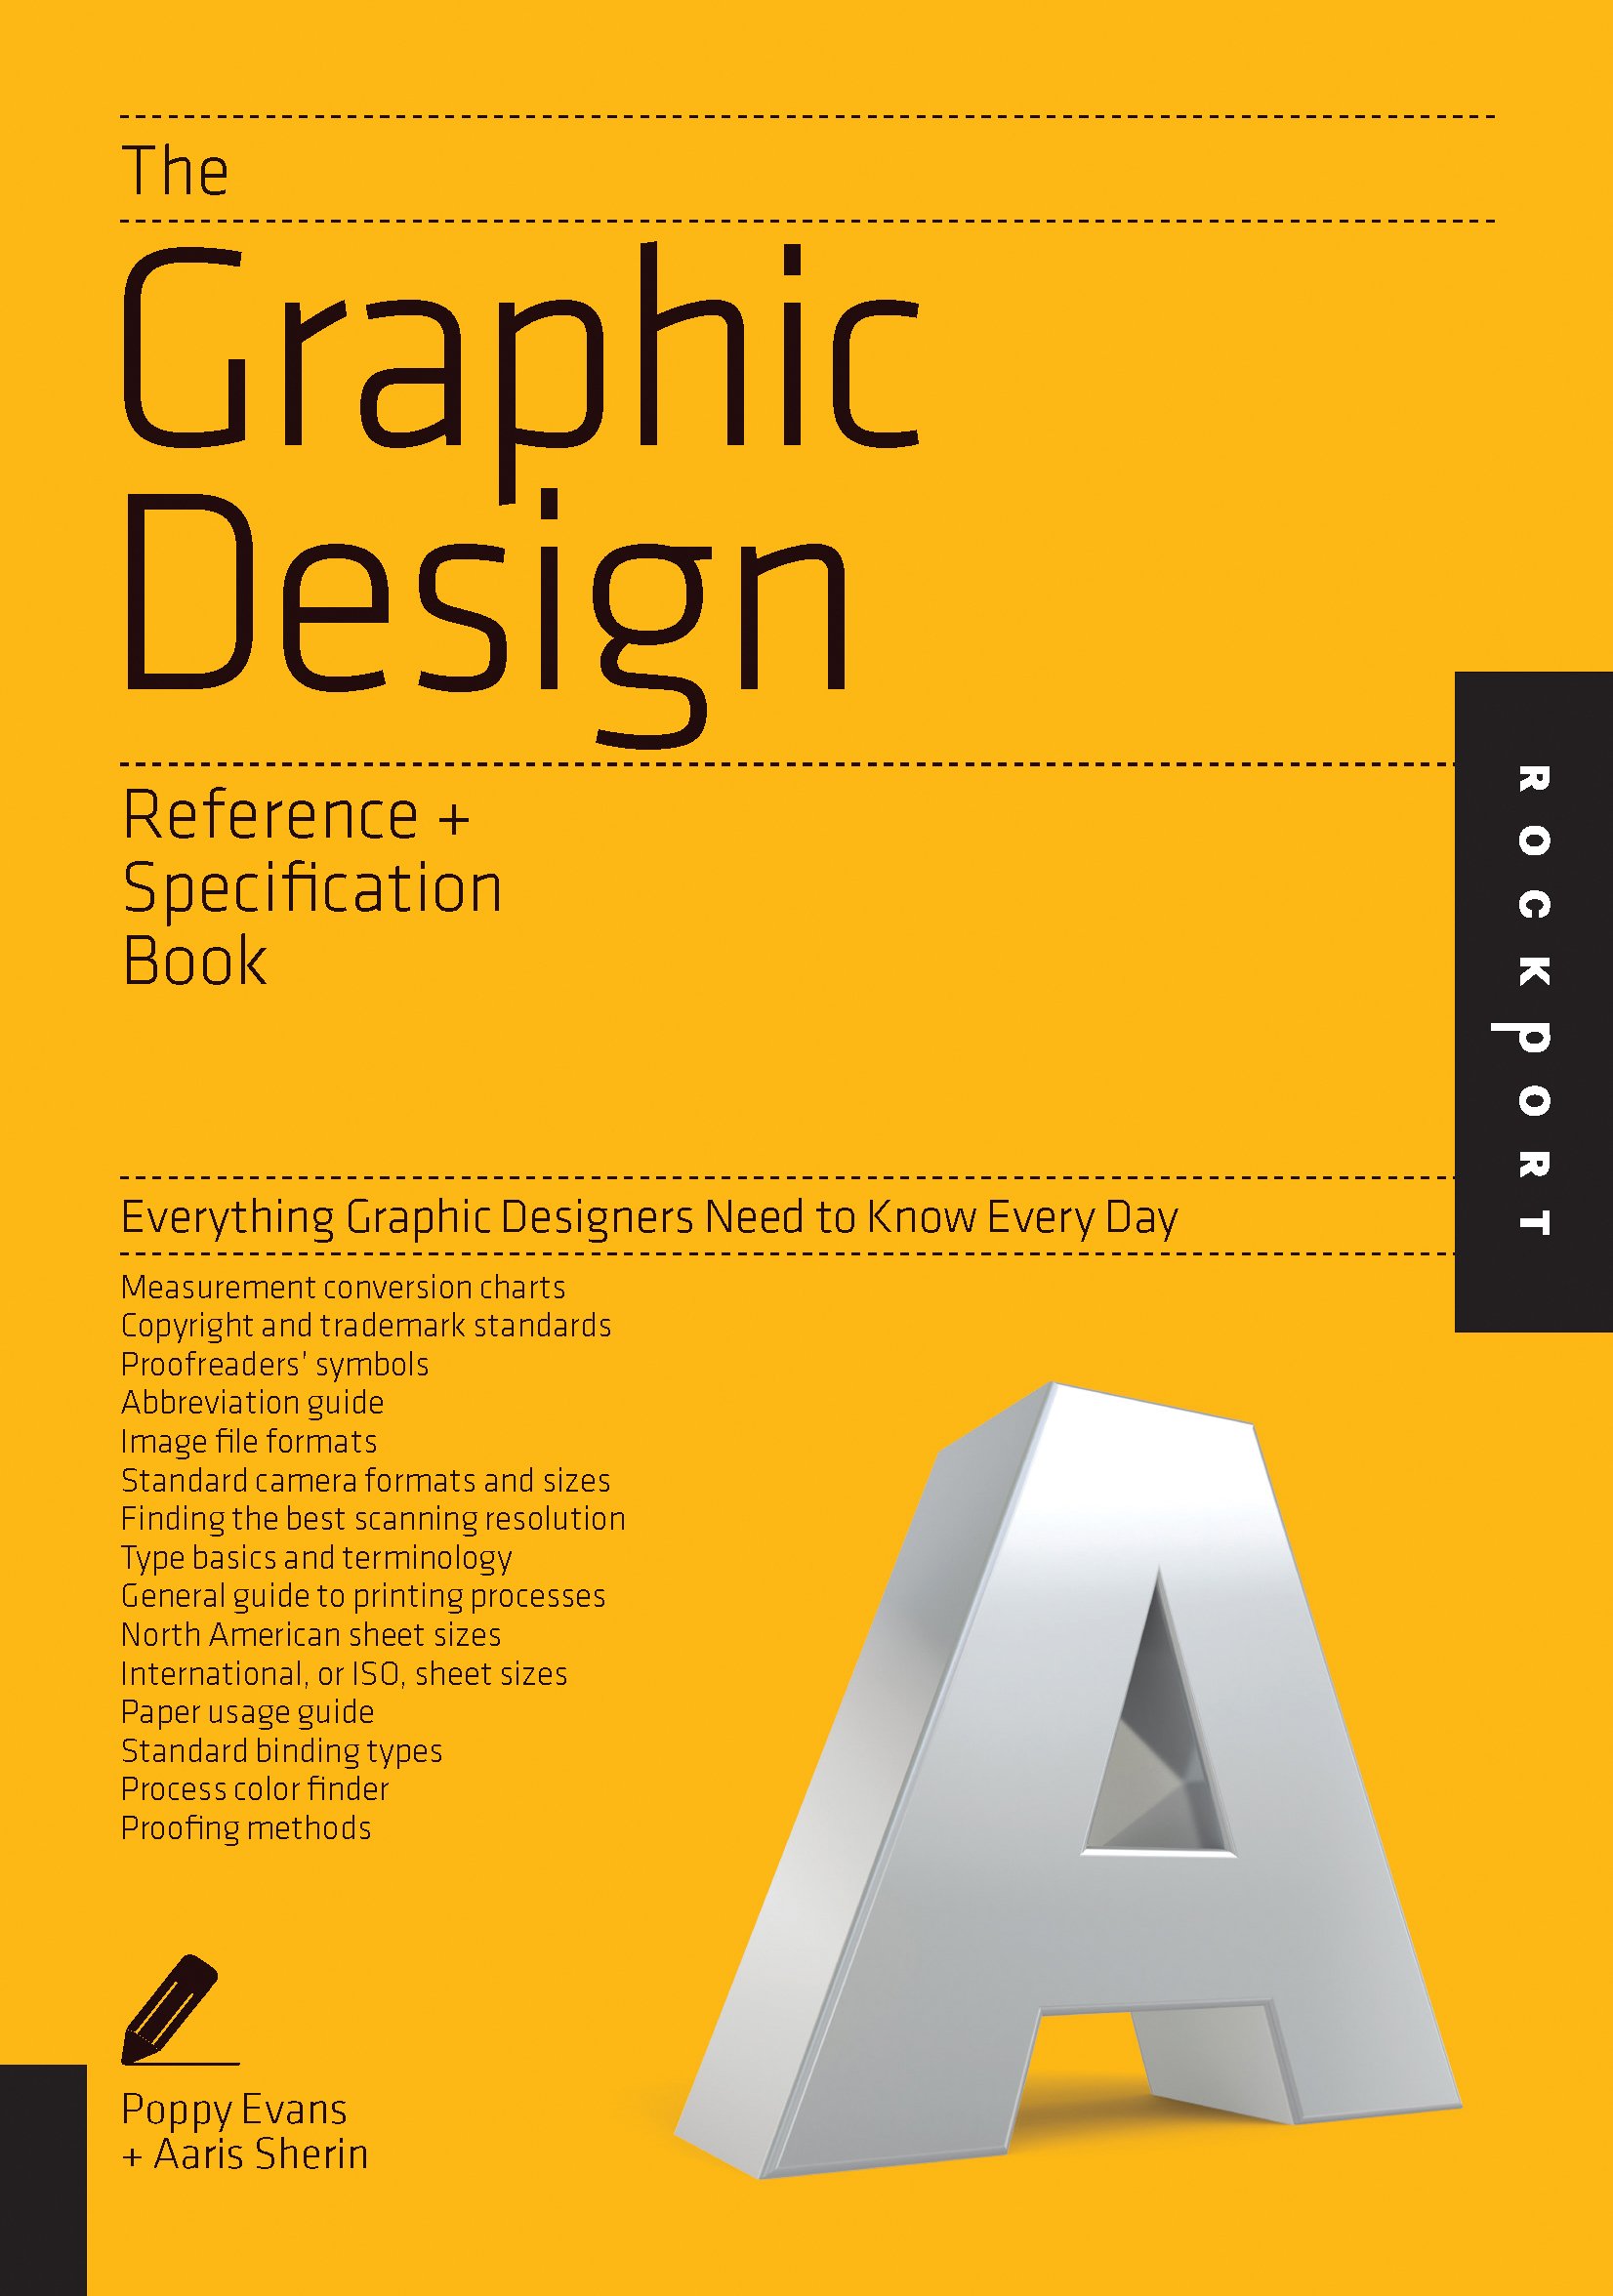 The
Graphic
Design
Reference +
Specification
Book
ROCKPORT
Everything Graphic Designers Need to Know Every Day
Measurement conversion charts
Copyright and trademark standards
Proofreaders’ symbols
Abbreviation guide
Image file formats
Standard camera formats and sizes
Finding the best scanning resolution
Type basics and terminology
General guide to printing processes
North American sheet sizes
International, or ISO, sheet sizes
Paper usage guide
Standard binding types
Process color finder
Proofing methods
A
Poppy Evans
+ Aaris Sherin